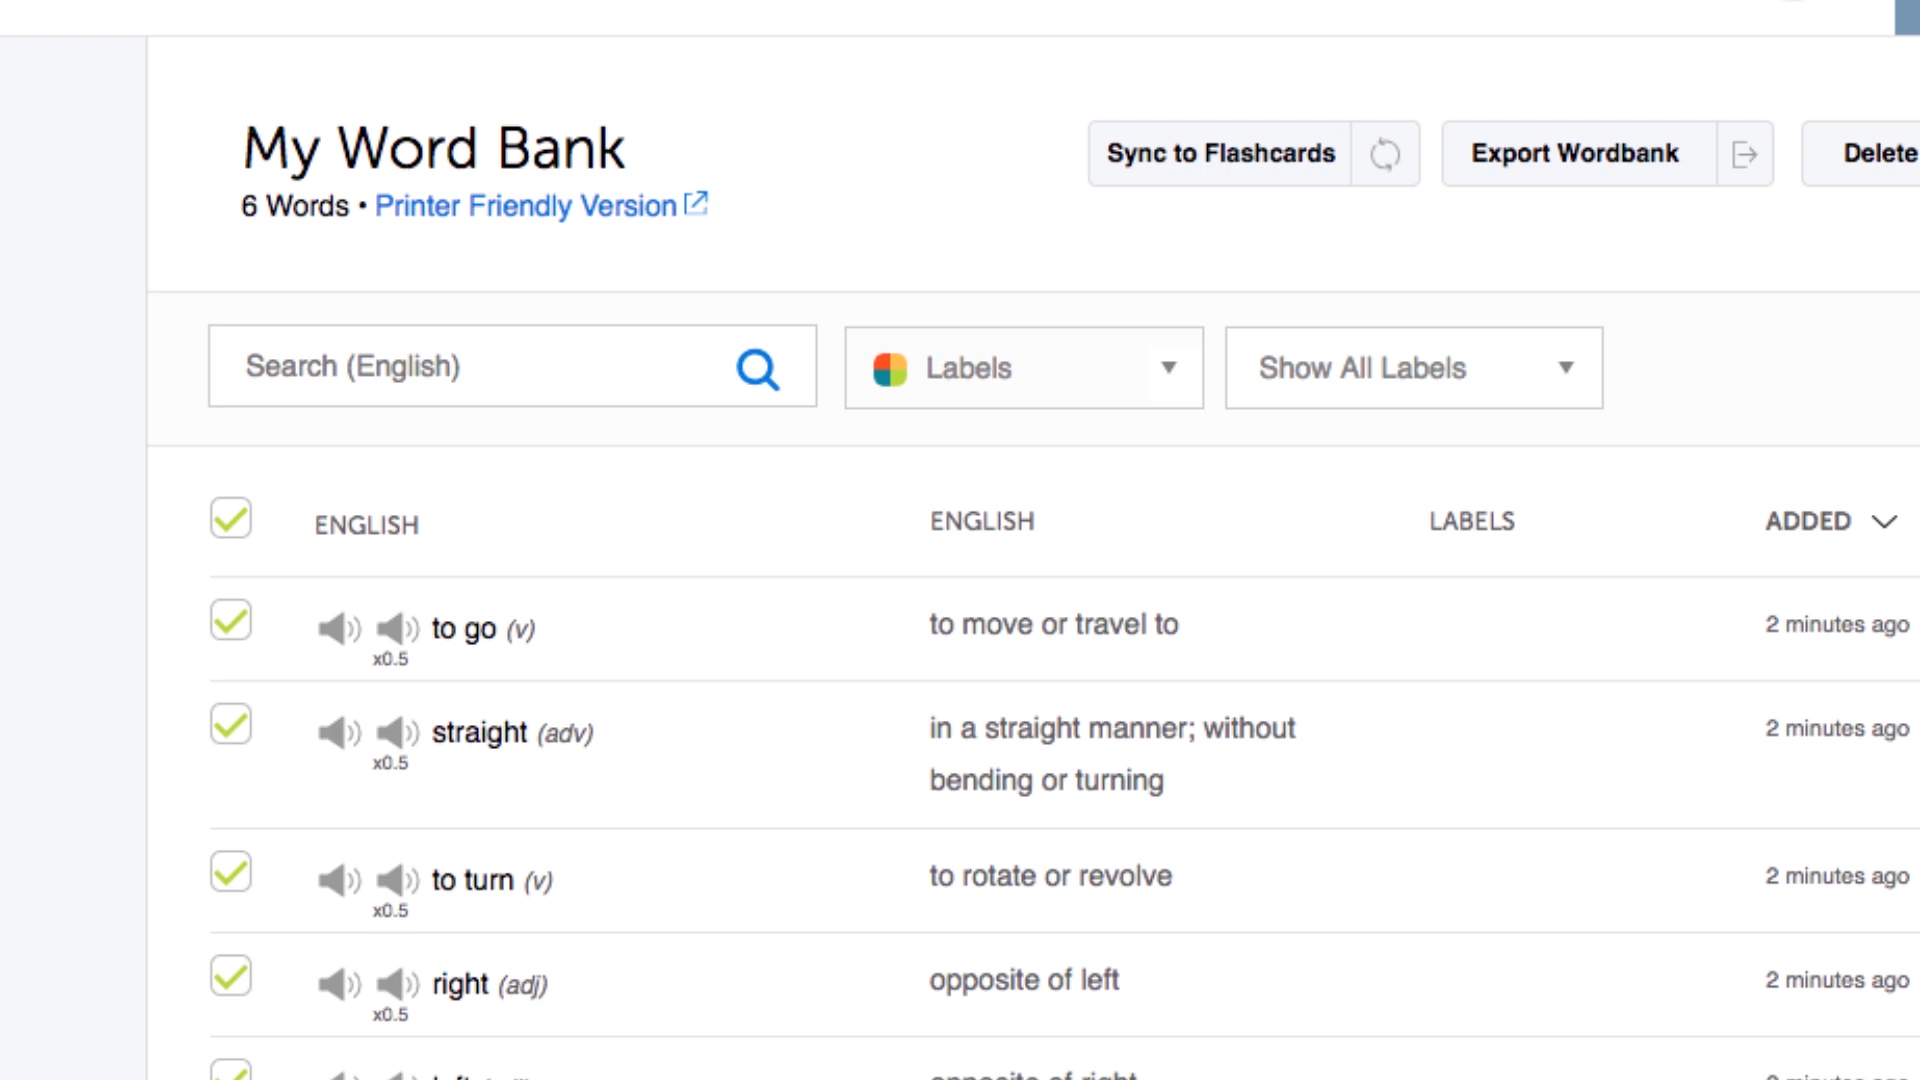 My Word Bank
6 Words • Printer Friendly Version
Sync to Flashcards
Export Wordbank
Delete
Search (English)
Labels
Show All Labels
ENGLISH ENGLISH LABELS ADDED
to go (v) to move or travel to 2 minutes ago
x0.5
straight (adv) in a straight manner; without 2 minutes ago
x0.5
bending or turning
to turn (v) to rotate or revolve 2 minutes ago
x0.5
right (adj) opposite of left 2 minutes ago
x0.5
opposite of right